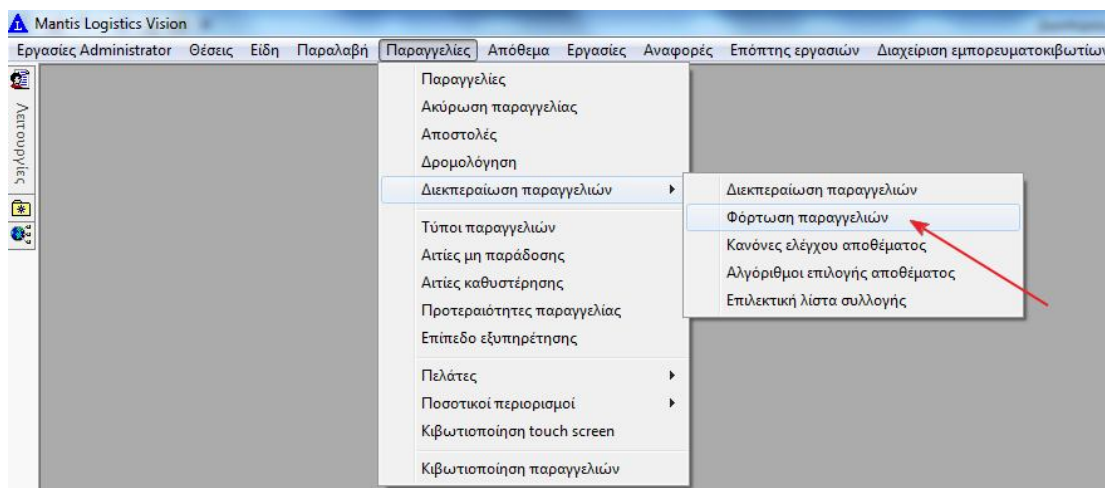 Mantis Logistics Vision
Εργασίες Administrator Θέσεις Είδη Παραλαβή Παραγγελίες Απόθεμα Εργασίες Αναφορές Επόπτης εργασιών Διαχείριση εμπορευματοκιβωτίων
Λειτουργίες
Παραγγελίες
Ακύρωση παραγγελίας
Αποστολές
Δρομολόγηση
Διεκπεραίωση παραγγελιών
Τύποι παραγγελιών
Αιτίες μη παράδοσης
Αιτίες καθυστέρησης
Προτεραιότητες παραγγελίας
Επίπεδο εξυπηρέτησης
Πελάτες
Ποσοτικοί περιορισμοί
Κιβωτιοποίηση touch screen
Κιβωτιοποίηση παραγγελιών
Διεκπεραίωση παραγγελιών
Φόρτωση παραγγελιών
Κανόνες ελέγχου αποθέματος
Αλγόριθμοι επιλογής αποθέματος
Επιλεκτική λίστα συλλογής